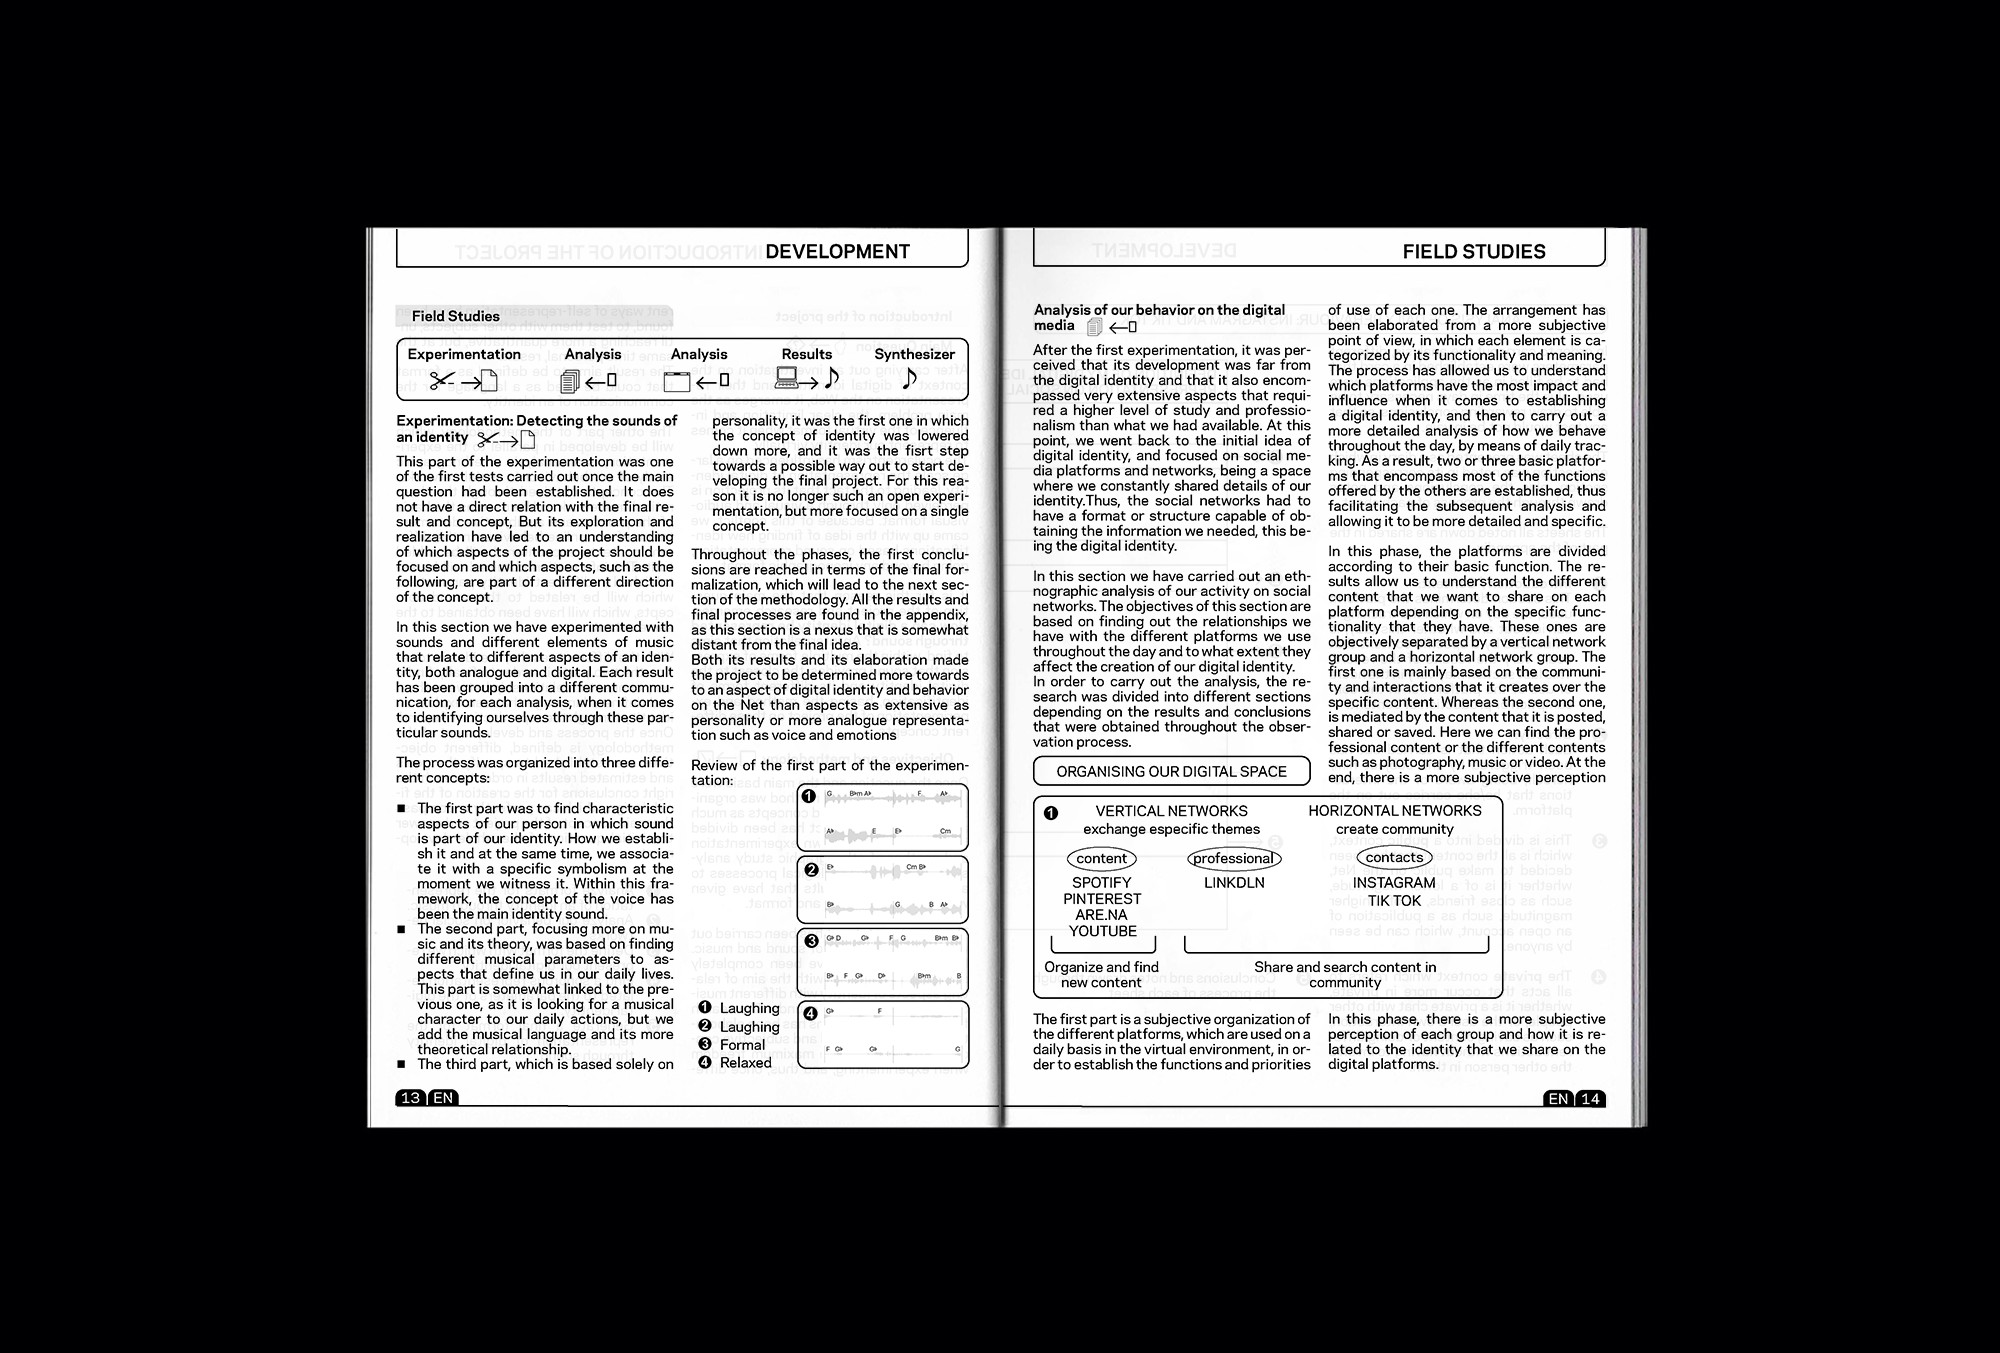 DEVELOPMENT
Field Studies
Experimentation Analysis Analysis Results Synthesizer
Experimentation: Detecting the sounds of
an identity
This part of the experimentation was one
of the first tests carried out once the main
question had been established. It does
not have a direct relation with the final re-
sult and concept, But its exploration and
realization have led to an understanding
of which aspects of the project should be
focused on and which aspects, such as the
following, are part of a different direction
of the concept.
In this section we have experimented with
sounds and different elements of music
that relate to different aspects of an iden-
tity, both analogue and digital. Each result
has been grouped into a different commu-
nication, for each analysis, when it comes
to identifying ourselves through these par-
ticular sounds.
The process was organized into three diffe-
rent concepts:
■ The first part was to find characteristic
aspects of our person in which sound
is part of our identity. How we establi-
sh it and at the same time, we associa-
te it with a specific symbolism at the
moment we witness it. Within this fra-
mework, the concept of the voice has
been the main identity sound.
■ The second part, focusing more on mu-
sic and its theory, was based on finding
different musical parameters to as-
pects that define us in our daily lives.
This part is somewhat linked to the pre-
vious one, as it is looking for a musical
character to our daily actions, but we
add the musical language and its more
theoretical relationship.
■ The third part, which is based solely on
personality, it was the first one in which
the concept of identity was lowered
down more, and it was the fisrt step
towards a possible way out to start de-
veloping the final project. For this rea-
son it is no longer such an open experi-
mentation, but more focused on a single
concept.
Throughout the phases, the first conclu-
sions are reached in terms of the final for-
malization, which will lead to the next sec-
tion of the methodology. All the results and
final processes are found in the appendix,
as this section is a nexus that is somewhat
distant from the final idea.
Both its results and its elaboration made
the project to be determined more towards
to an aspect of digital identity and behavior
on the Net than aspects as extensive as
personality or more analogue representa-
tion such as voice and emotions
Review of the first part of the experimen-
tation:
1 G B♭m A♭ F A♭
A♭ E E♭ Cm
2 E♭ Cm B♭
B♭ G B A♭
3 G♭ D G♭ F G B♭m E♭
B♭ F G♭ D♭ B♭m B
4 G♭ F
F G♭ G♭ G
1 Laughing
2 Laughing
3 Formal
4 Relaxed
13 EN
FIELD STUDIES
Analysis of our behavior on the digital
media
After the first experimentation, it was per-
ceived that its development was far from
the digital identity and that it also encom-
passed very extensive aspects that requi-
red a higher level of study and professio-
nalism than what we had available. At this
point, we went back to the initial idea of
digital identity, and focused on social me-
dia platforms and networks, being a space
where we constantly shared details of our
identity.Thus, the social networks had to
have a format or structure capable of ob-
taining the information we needed, this be-
ing the digital identity.
In this section we have carried out an eth-
nographic analysis of our activity on social
networks. The objectives of this section are
based on finding out the relationships we
have with the different platforms we use
throughout the day and to what extent they
affect the creation of our digital identity.
In order to carry out the analysis, the re-
search was divided into different sections
depending on the results and conclusions
that were obtained throughout the obser-
vation process.
ORGANISING OUR DIGITAL SPACE
of use of each one. The arrangement has
been elaborated from a more subjective
point of view, in which each element is ca-
tegorized by its functionality and meaning.
The process has allowed us to understand
which platforms have the most impact and
influence when it comes to establishing
a digital identity, and then to carry out a
more detailed analysis of how we behave
throughout the day, by means of daily trac-
king. As a result, two or three basic platfor-
ms that encompass most of the functions
offered by the others are established, thus
facilitating the subsequent analysis and
allowing it to be more detailed and specific.
In this phase, the platforms are divided
according to their basic function. The re-
sults allow us to understand the different
content that we want to share on each
platform depending on the specific func-
tionality that they have. These ones are
objectively separated by a vertical network
group and a horizontal network group. The
first one is mainly based on the communi-
ty and interactions that it creates over the
specific content. Whereas the second one,
is mediated by the content that it is posted,
shared or saved. Here we can find the pro-
fessional content or the different contents
such as photography, music or video. At the
end, there is a more subjective perception
1 VERTICAL NETWORKS HORIZONTAL NETWORKS
exchange especific themes create community
content professional contacts
SPOTIFY LINKDLN INSTAGRAM
PINTEREST TIK TOK
ARE.NA
YOUTUBE
Organize and find
new content
Share and search content in
community
The first part is a subjective organization of
the different platforms, which are used on a
daily basis in the virtual environment, in or-
der to establish the functions and priorities
In this phase, there is a more subjective
perception of each group and how it is re-
lated to the identity that we share on the
digital platforms.
EN 14